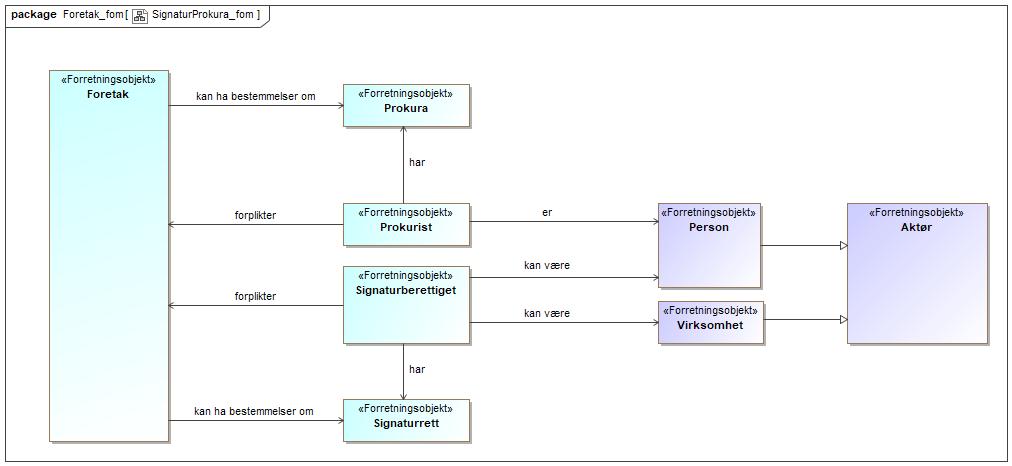 package Foretak_fom [ SignaturProkura_fom ]
«Forretningsobjekt»
Foretak
kan ha bestemmelser om
«Forretningsobjekt»
Prokura
har
forplikter
«Forretningsobjekt»
Prokurist
er
«Forretningsobjekt»
Person
«Forretningsobjekt»
Aktør
forplikter
«Forretningsobjekt»
Signaturberettiget
kan være
kan være
«Forretningsobjekt»
Virksomhet
har
kan ha bestemmelser om
«Forretningsobjekt»
Signaturrett